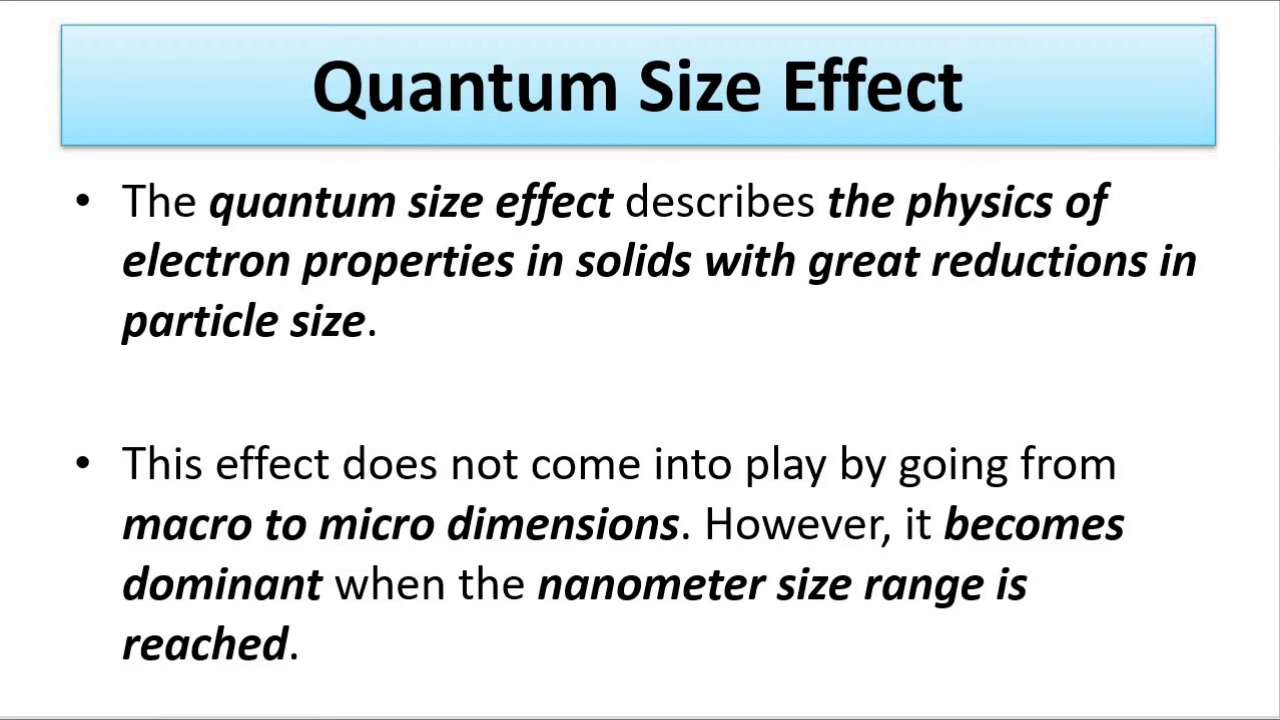 Quantum Size Effect
• The quantum size effect describes the physics of
electron properties in solids with great reductions in
particle size.
• This effect does not come into play by going from
macro to micro dimensions. However, it becomes
dominant when the nanometer size range is
reached.